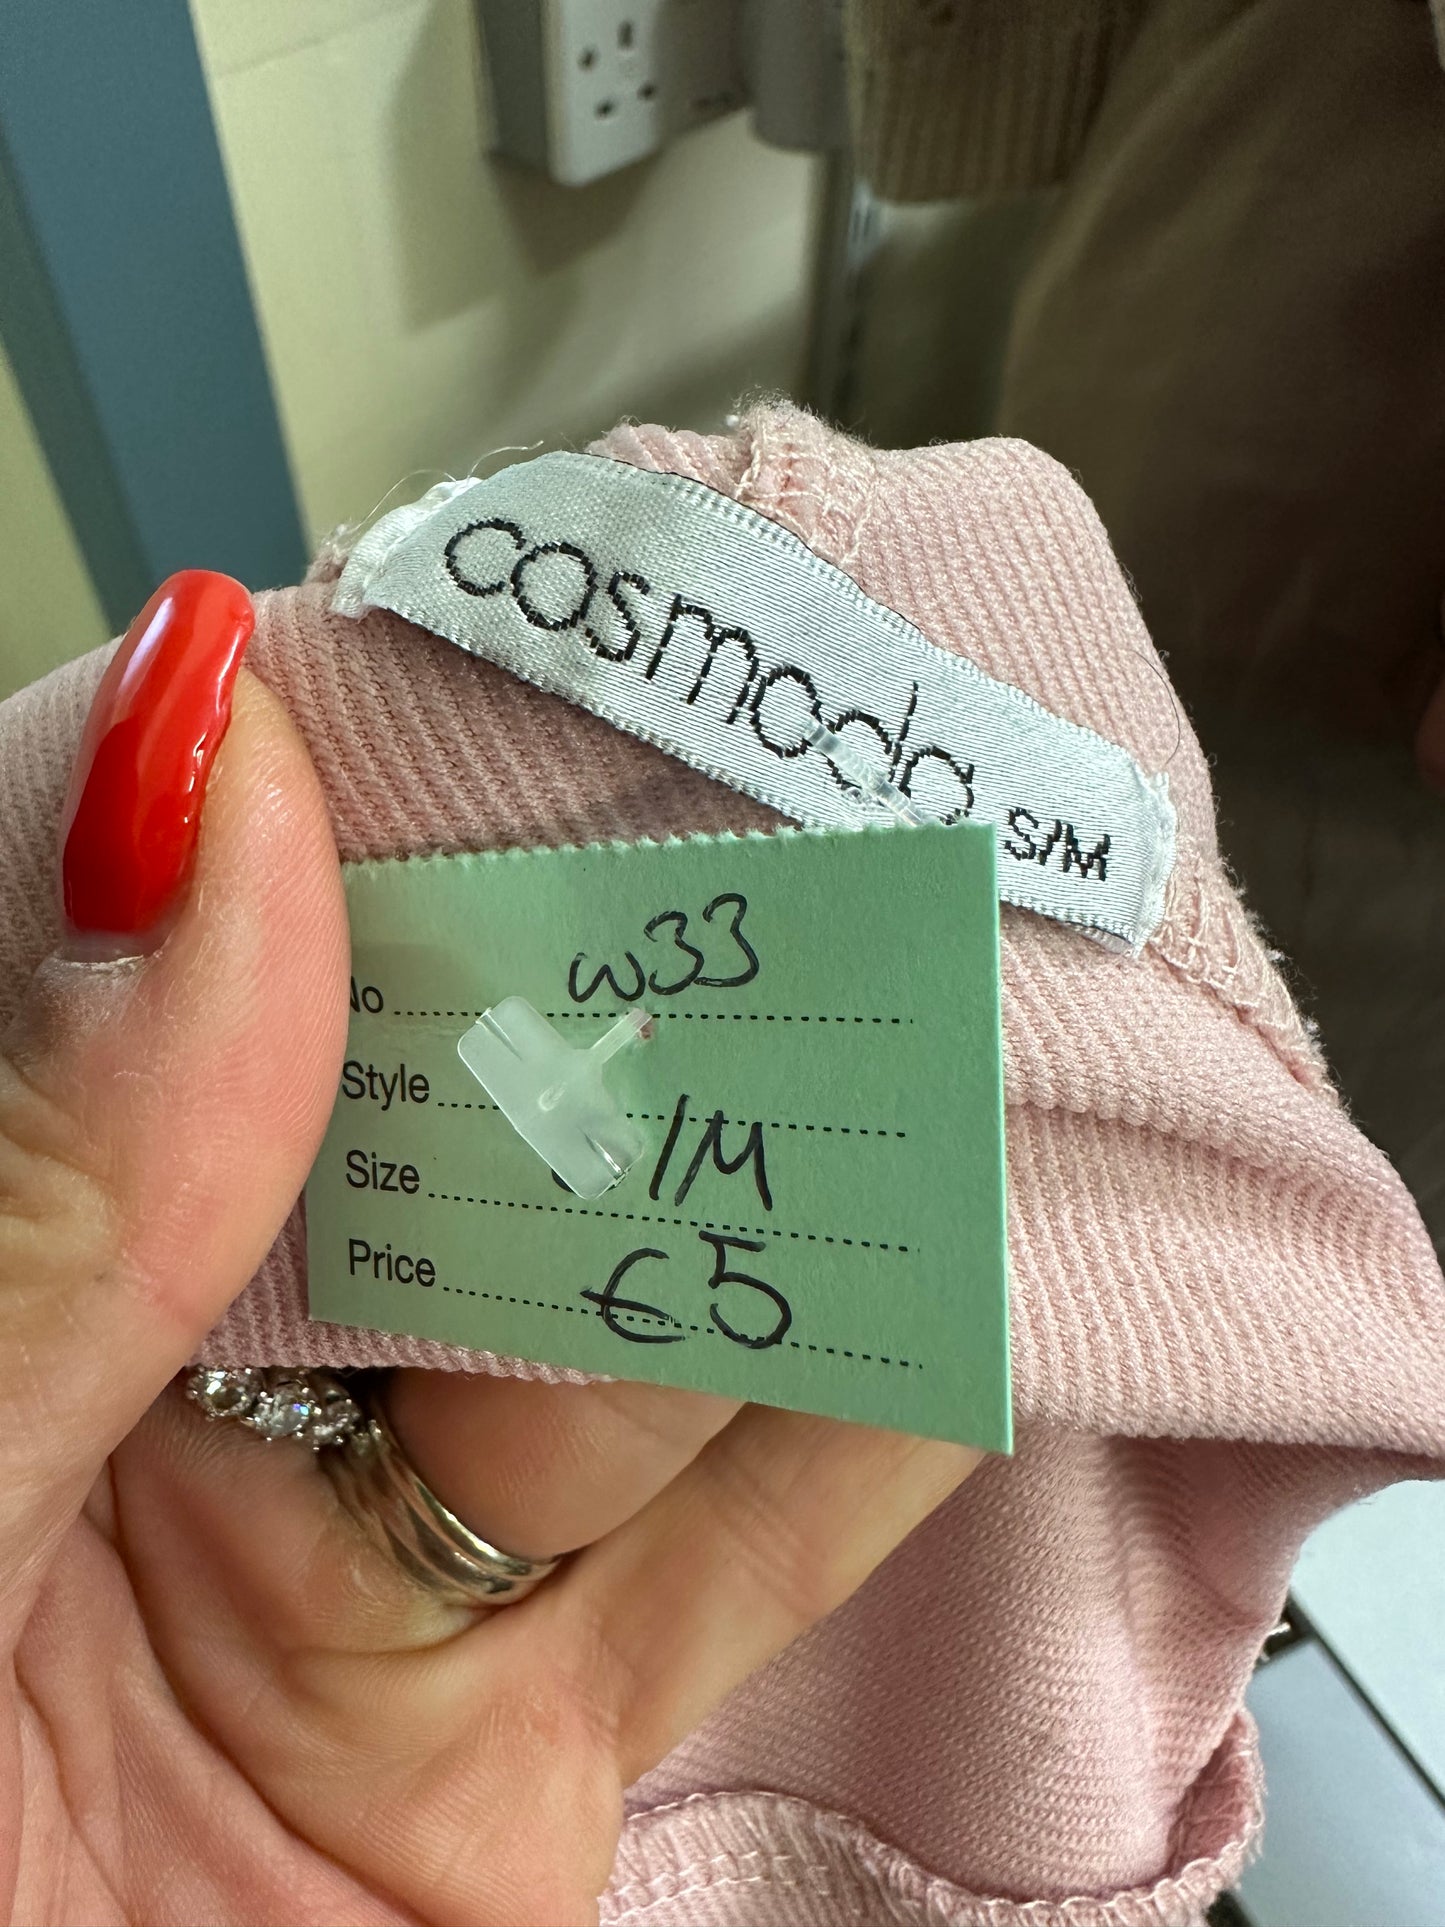 cosmoda S/M
No w33
Style
Size /M
Price €5